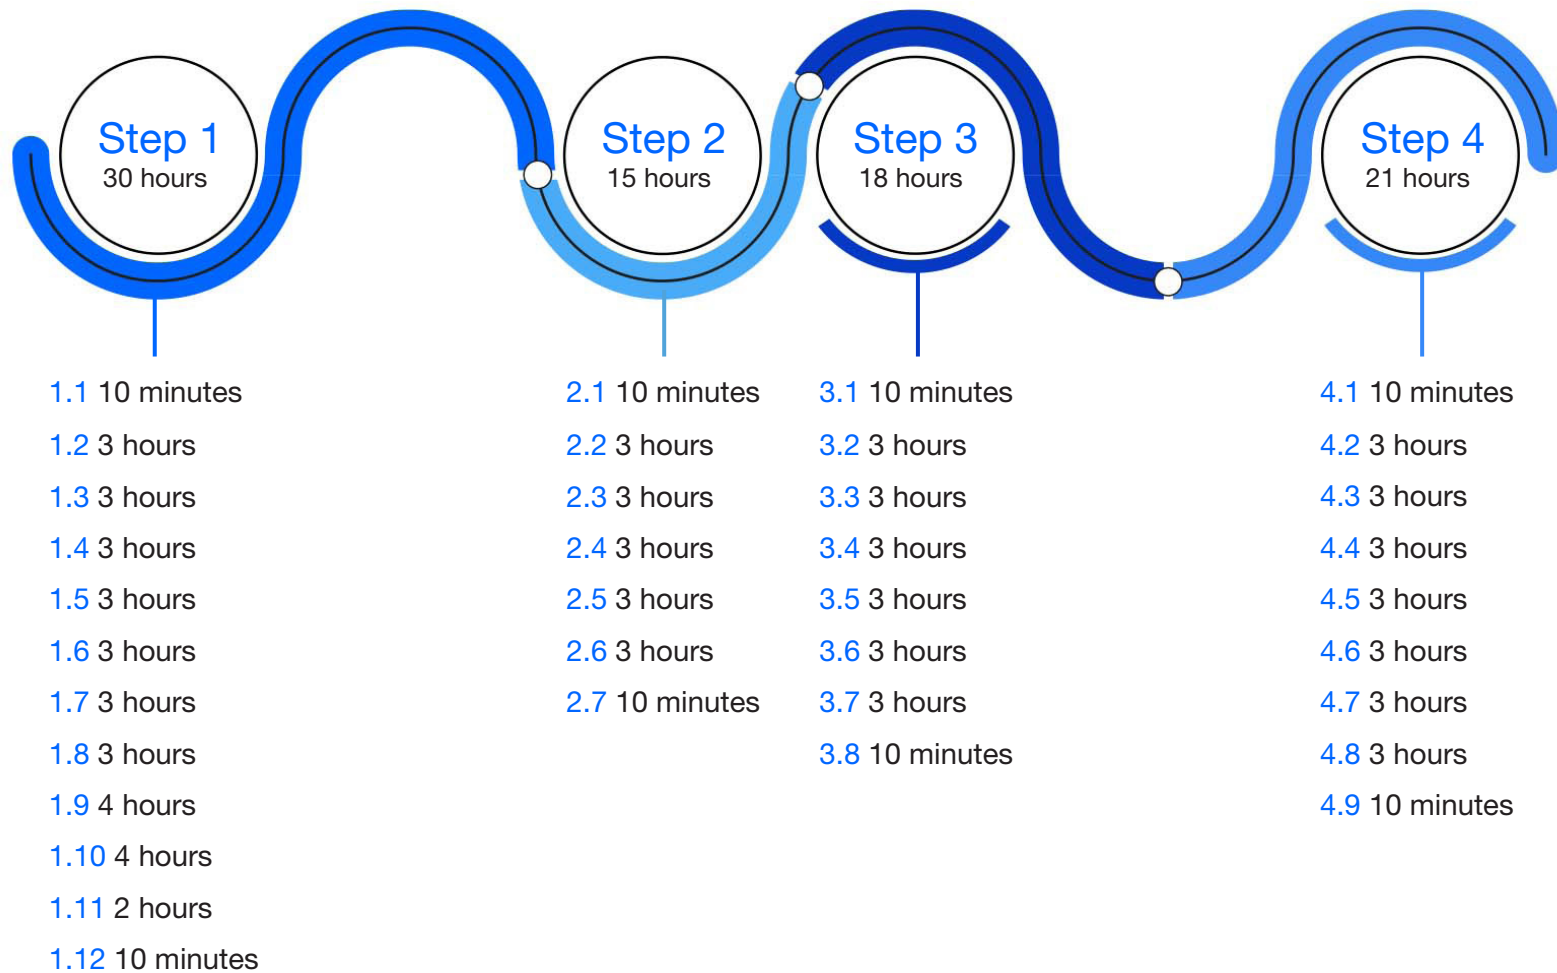 Step 1
30 hours
Step 2
15 hours
Step 3
18 hours
Step 4
21 hours
1.1 10 minutes
1.2 3 hours
1.3 3 hours
1.4 3 hours
1.5 3 hours
1.6 3 hours
1.7 3 hours
1.8 3 hours
1.9 4 hours
1.10 4 hours
1.11 2 hours
1.12 10 minutes
2.1 10 minutes
2.2 3 hours
2.3 3 hours
2.4 3 hours
2.5 3 hours
2.6 3 hours
2.7 10 minutes
3.1 10 minutes
3.2 3 hours
3.3 3 hours
3.4 3 hours
3.5 3 hours
3.6 3 hours
3.7 3 hours
3.8 10 minutes
4.1 10 minutes
4.2 3 hours
4.3 3 hours
4.4 3 hours
4.5 3 hours
4.6 3 hours
4.7 3 hours
4.8 3 hours
4.9 10 minutes